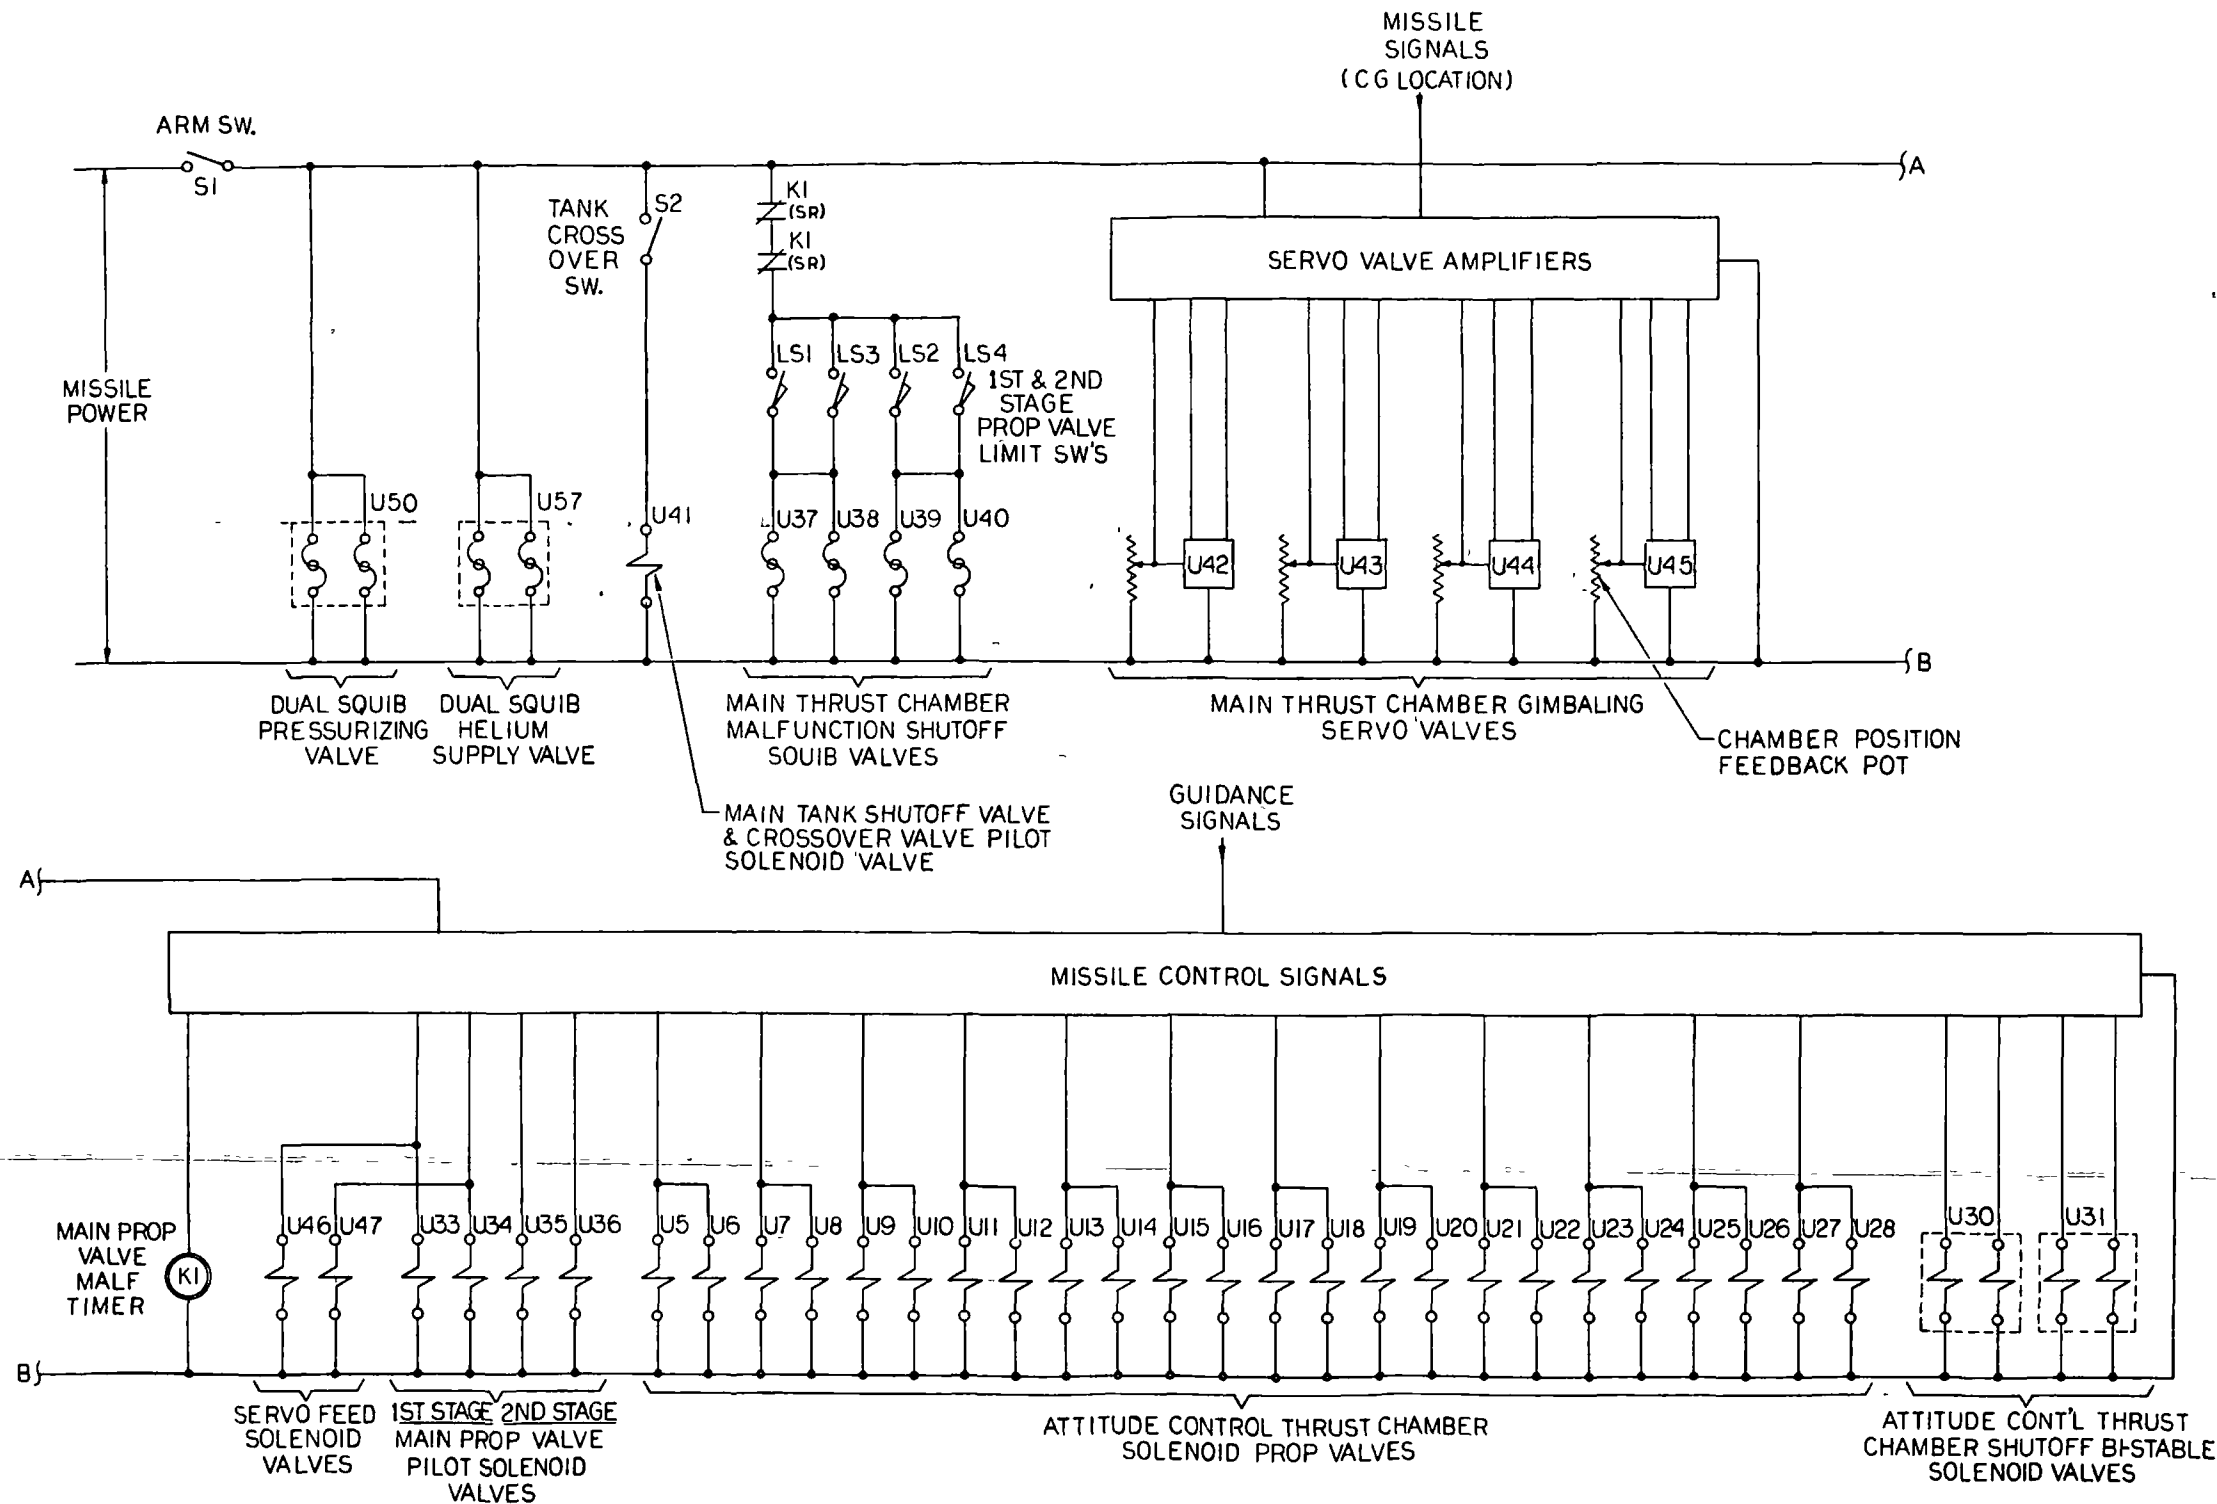 MISSILE
SIGNALS
(CG LOCATION)
ARM SW.
S1
A
TANK
CROSS
OVER
SW.
S2
K1
(SR)
K1
(SR)
SERVO VALVE AMPLIFIERS
MISSILE
POWER
LS1
LS3
LS2
LS4
1ST & 2ND
STAGE
PROP VALVE
LIMIT SW'S
U50
U57
U41
U37
U38
U39
U40
U42
U43
U44
U45
B
DUAL SQUIB
PRESSURIZING
VALVE
DUAL SQUIB
HELIUM
SUPPLY VALVE
MAIN THRUST CHAMBER
MALFUNCTION SHUTOFF
SQUIB VALVES
MAIN THRUST CHAMBER GIMBALING
SERVO VALVES
CHAMBER POSITION
FEEDBACK POT
MAIN TANK SHUTOFF VALVE
& CROSSOVER VALVE PILOT
SOLENOID VALVE
GUIDANCE
SIGNALS
A
MISSILE CONTROL SIGNALS
MAIN PROP
VALVE
MALF
TIMER
K1
U46
U47
U33
U34
U35
U36
U5
U6
U7
U8
U9
U10
U11
U12
U13
U14
U15
U16
U17
U18
U19
U20
U21
U22
U23
U24
U25
U26
U27
U28
U30
U31
B
SERVO FEED
SOLENOID
VALVES
1ST STAGE 2ND STAGE
MAIN PROP VALVE
PILOT SOLENOID
VALVES
ATTITUDE CONTROL THRUST CHAMBER
SOLENOID PROP VALVES
ATTITUDE CONT'L THRUST
CHAMBER SHUTOFF BI-STABLE
SOLENOID VALVES